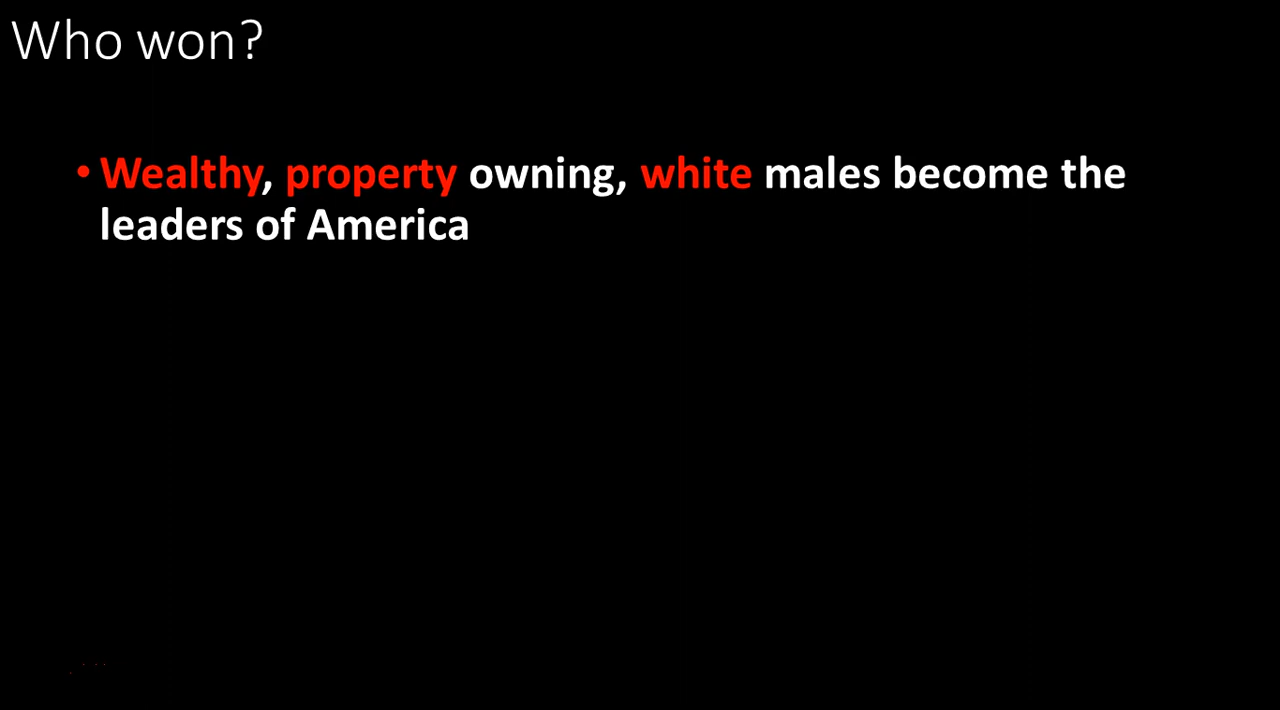 Who won?
• Wealthy, property owning, white males become the
leaders of America